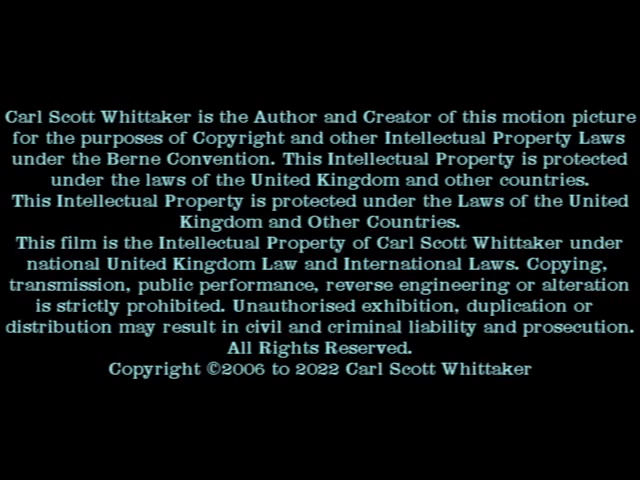 Carl Scott Whittaker is the Author and Creator of this motion picture
for the purposes of Copyright and other Intellectual Property Laws
under the Berne Convention. This Intellectual Property is protected
under the laws of the United Kingdom and other countries.
This Intellectual Property is protected under the Laws of the United
Kingdom and Other Countries.
This film is the Intellectual Property of Carl Scott Whittaker under
national United Kingdom Law and International Laws. Copying,
transmission, public performance, reverse engineering or alteration
is strictly prohibited. Unauthorised exhibition, duplication or
distribution may result in civil and criminal liability and prosecution.
All Rights Reserved.
Copyright ©2006 to 2022 Carl Scott Whittaker